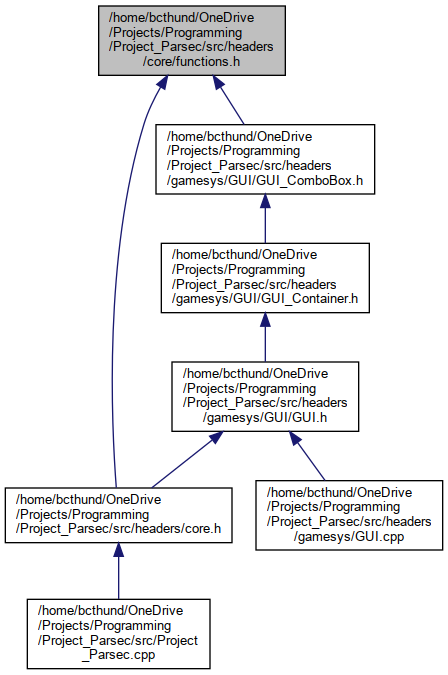 /home/bcthund/OneDrive
/Projects/Programming
/Project_Parsec/src/headers
/core/functions.h
/home/bcthund/OneDrive
/Projects/Programming
/Project_Parsec/src/headers
/gamesys/GUI/GUI_ComboBox.h
/home/bcthund/OneDrive
/Projects/Programming
/Project_Parsec/src/headers
/gamesys/GUI/GUI_Container.h
/home/bcthund/OneDrive
/Projects/Programming
/Project_Parsec/src/headers
/gamesys/GUI/GUI.h
/home/bcthund/OneDrive
/Projects/Programming
/Project_Parsec/src/headers/core.h
/home/bcthund/OneDrive
/Projects/Programming
/Project_Parsec/src/headers
/gamesys/GUI.cpp
/home/bcthund/OneDrive
/Projects/Programming
/Project_Parsec/src/Project
_Parsec.cpp